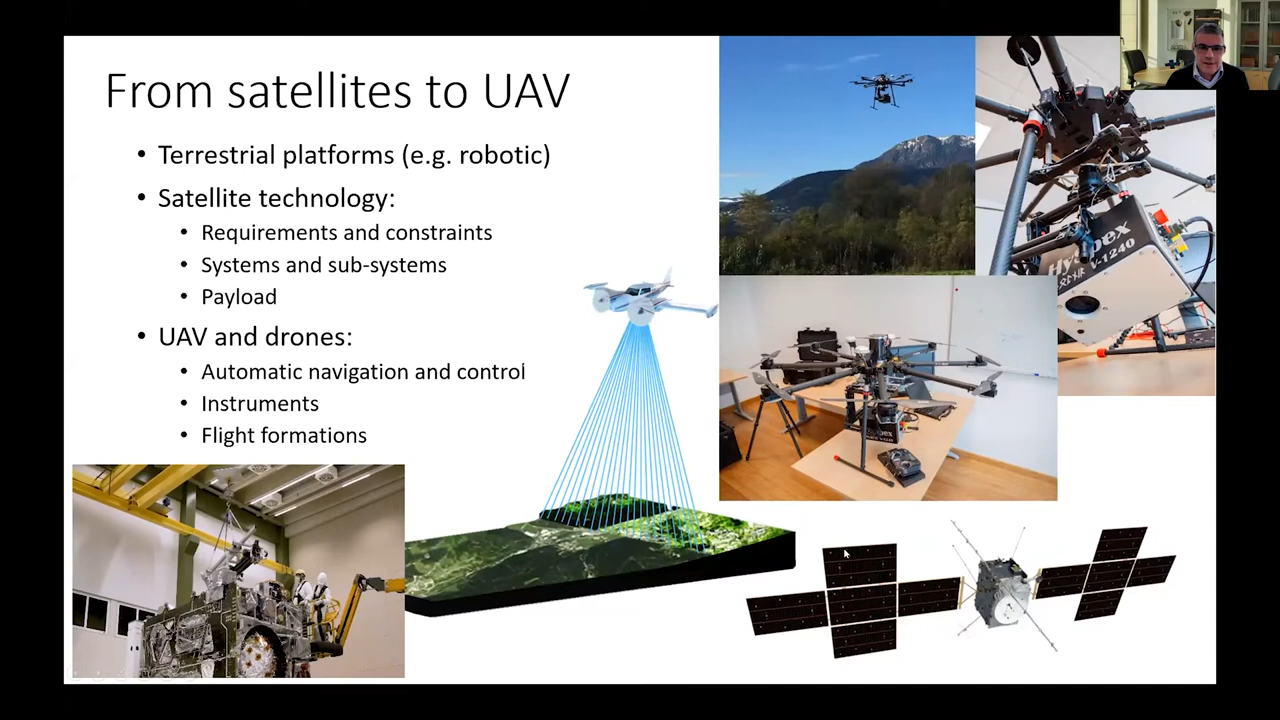 From satellites to UAV
• Terrestrial platforms (e.g. robotic)
• Satellite technology:
• Requirements and constraints
• Systems and sub-systems
• Payload
• UAV and drones:
• Automatic navigation and control
• Instruments
• Flight formations
Hyspex
V-1240